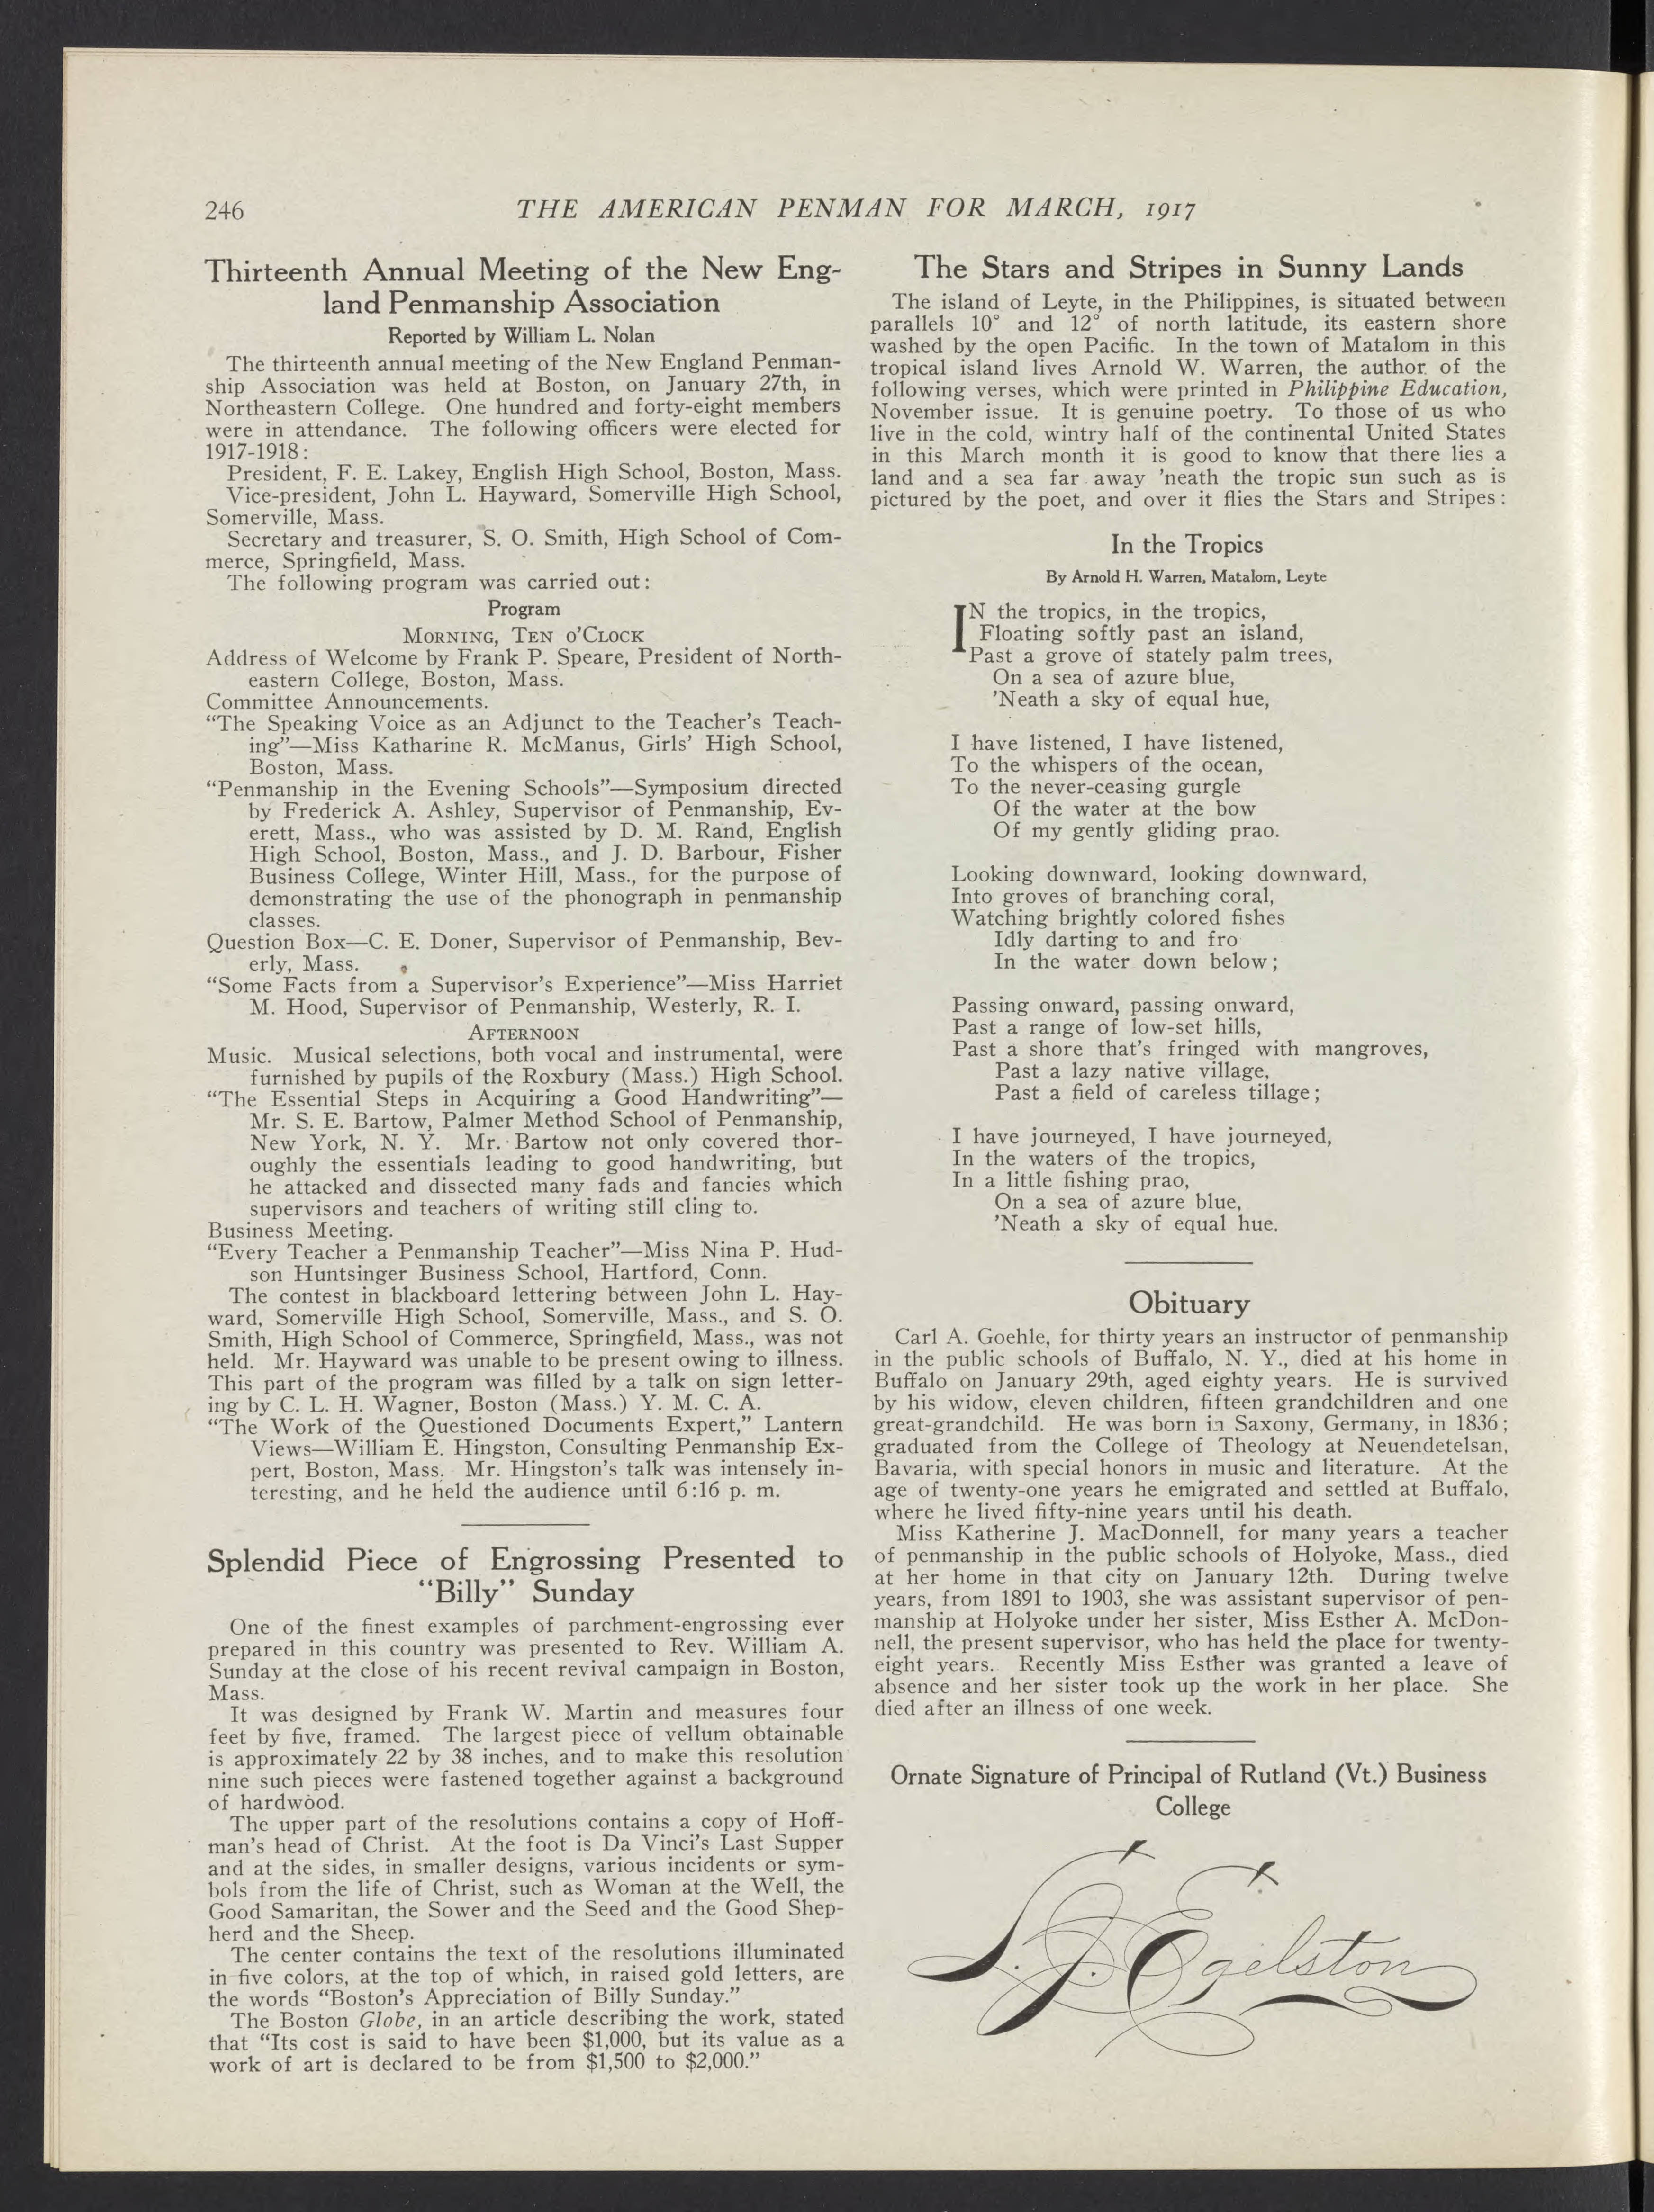 246
THE AMERICAN PENMAN FOR MARCH, 1917
Thirteenth Annual Meeting of the New Eng-
land Penmanship Association
Reported by William L. Nolan
The thirteenth annual meeting of the New England Penman-
ship Association was held at Boston, on January 27th, in
Northeastern College. One hundred and forty-eight members
were in attendance. The following officers were elected for
1917-1918:
President, F. E. Lakey, English High School, Boston, Mass.
Vice-president, John L. Hayward, Somerville High School,
Somerville, Mass.
Secretary and treasurer, S. O. Smith, High School of Com-
merce, Springfield, Mass.
The following program was carried out:
Program
MORNING, TEN O'CLOCK
Address of Welcome by Frank P. Speare, President of North-
eastern College, Boston, Mass.
Committee Announcements.
“The Speaking Voice as an Adjunct to the Teacher's Teach-
ing”—Miss Katharine R. McManus, Girls' High School,
Boston, Mass.
“Penmanship in the Evening Schools”—Symposium directed
by Frederick A. Ashley, Supervisor of Penmanship, Ev-
erett, Mass., who was assisted by D. M. Rand, English
High School, Boston, Mass., and J. D. Barbour, Fisher
Business College, Winter Hill, Mass., for the purpose of
demonstrating the use of the phonograph in penmanship
classes.
Question Box—C. E. Doner, Supervisor of Penmanship, Bev-
erly, Mass.
“Some Facts from a Supervisor's Experience”—Miss Harriet
M. Hood, Supervisor of Penmanship, Westerly, R. I.
AFTERNOON
Music. Musical selections, both vocal and instrumental, were
furnished by pupils of the Roxbury (Mass.) High School.
“The Essential Steps in Acquiring a Good Handwriting”—
Mr. S. E. Bartow, Palmer Method School of Penmanship,
New York, N. Y. Mr. Bartow not only covered thor-
oughly the essentials leading to good handwriting, but
he attacked and dissected many fads and fancies which
supervisors and teachers of writing still cling to.
Business Meeting.
“Every Teacher a Penmanship Teacher”—Miss Nina P. Hud-
son Huntsinger Business School, Hartford, Conn.
The contest in blackboard lettering between John L. Hay-
ward, Somerville High School, Somerville, Mass., and S. O.
Smith, High School of Commerce, Springfield, Mass., was not
held. Mr. Hayward was unable to be present owing to illness.
This part of the program was filled by a talk on sign letter-
ing by C. L. H. Wagner, Boston (Mass.) Y. M. C. A.
“The Work of the Questioned Documents Expert,” Lantern
Views—William E. Hingston, Consulting Penmanship Ex-
pert, Boston, Mass. Mr. Hingston's talk was intensely in-
teresting, and he held the audience until 6:16 p. m.
Splendid Piece of Engrossing Presented to
“Billy” Sunday
One of the finest examples of parchment-engrossing ever
prepared in this country was presented to Rev. William A.
Sunday at the close of his recent revival campaign in Boston,
Mass.
It was designed by Frank W. Martin and measures four
feet by five, framed. The largest piece of vellum obtainable
is approximately 22 by 38 inches, and to make this resolution
nine such pieces were fastened together against a background
of hardwood.
The upper part of the resolutions contains a copy of Hoff-
man's head of Christ. At the foot is Da Vinci's Last Supper
and at the sides, in smaller designs, various incidents or sym-
bols from the life of Christ, such as Woman at the Well, the
Good Samaritan, the Sower and the Seed and the Good Shep-
herd and the Sheep.
The center contains the text of the resolutions illuminated
in five colors, at the top of which, in raised gold letters, are
the words “Boston's Appreciation of Billy Sunday.”
The Boston Globe, in an article describing the work, stated
that “Its cost is said to have been $1,000, but its value as a
work of art is declared to be from $1,500 to $2,000.”
The Stars and Stripes in Sunny Lands
The island of Leyte, in the Philippines, is situated between
parallels 10° and 12° of north latitude, its eastern shore
washed by the open Pacific. In the town of Matalom in this
tropical island lives Arnold W. Warren, the author of the
following verses, which were printed in Philippine Education,
November issue. It is genuine poetry. To those of us who
live in the cold, wintry half of the continental United States
in this March month it is good to know that there lies a
land and a sea far away 'neath the tropic sun such as is
pictured by the poet, and over it flies the Stars and Stripes:
In the Tropics
By Arnold H. Warren, Matalom, Leyte
IN the tropics, in the tropics,
Floating softly past an island,
Past a grove of stately palm trees,
On a sea of azure blue,
'Neath a sky of equal hue,
I have listened, I have listened,
To the whispers of the ocean,
To the never-ceasing gurgle
Of the water at the bow
Of my gently gliding prao.
Looking downward, looking downward,
Into groves of branching coral,
Watching brightly colored fishes
Idly darting to and fro
In the water down below;
Passing onward, passing onward,
Past a range of low-set hills,
Past a shore that's fringed with mangroves,
Past a lazy native village,
Past a field of careless tillage;
I have journeyed, I have journeyed,
In the waters of the tropics,
In a little fishing prao,
On a sea of azure blue,
'Neath a sky of equal hue.
Obituary
Carl A. Goehle, for thirty years an instructor of penmanship
in the public schools of Buffalo, N. Y., died at his home in
Buffalo on January 29th, aged eighty years. He is survived
by his widow, eleven children, fifteen grandchildren and one
great-grandchild. He was born in Saxony, Germany, in 1836;
graduated from the College of Theology at Neuendetelsan,
Bavaria, with special honors in music and literature. At the
age of twenty-one years he emigrated and settled at Buffalo,
where he lived fifty-nine years until his death.
Miss Katherine J. MacDonnell, for many years a teacher
of penmanship in the public schools of Holyoke, Mass., died
at her home in that city on January 12th. During twelve
years, from 1891 to 1903, she was assistant supervisor of pen-
manship at Holyoke under her sister, Miss Esther A. McDon-
nell, the present supervisor, who has held the place for twenty-
eight years. Recently Miss Esther was granted a leave of
absence and her sister took up the work in her place. She
died after an illness of one week.
Ornate Signature of Principal of Rutland (Vt.) Business
College
L. J. Egelston